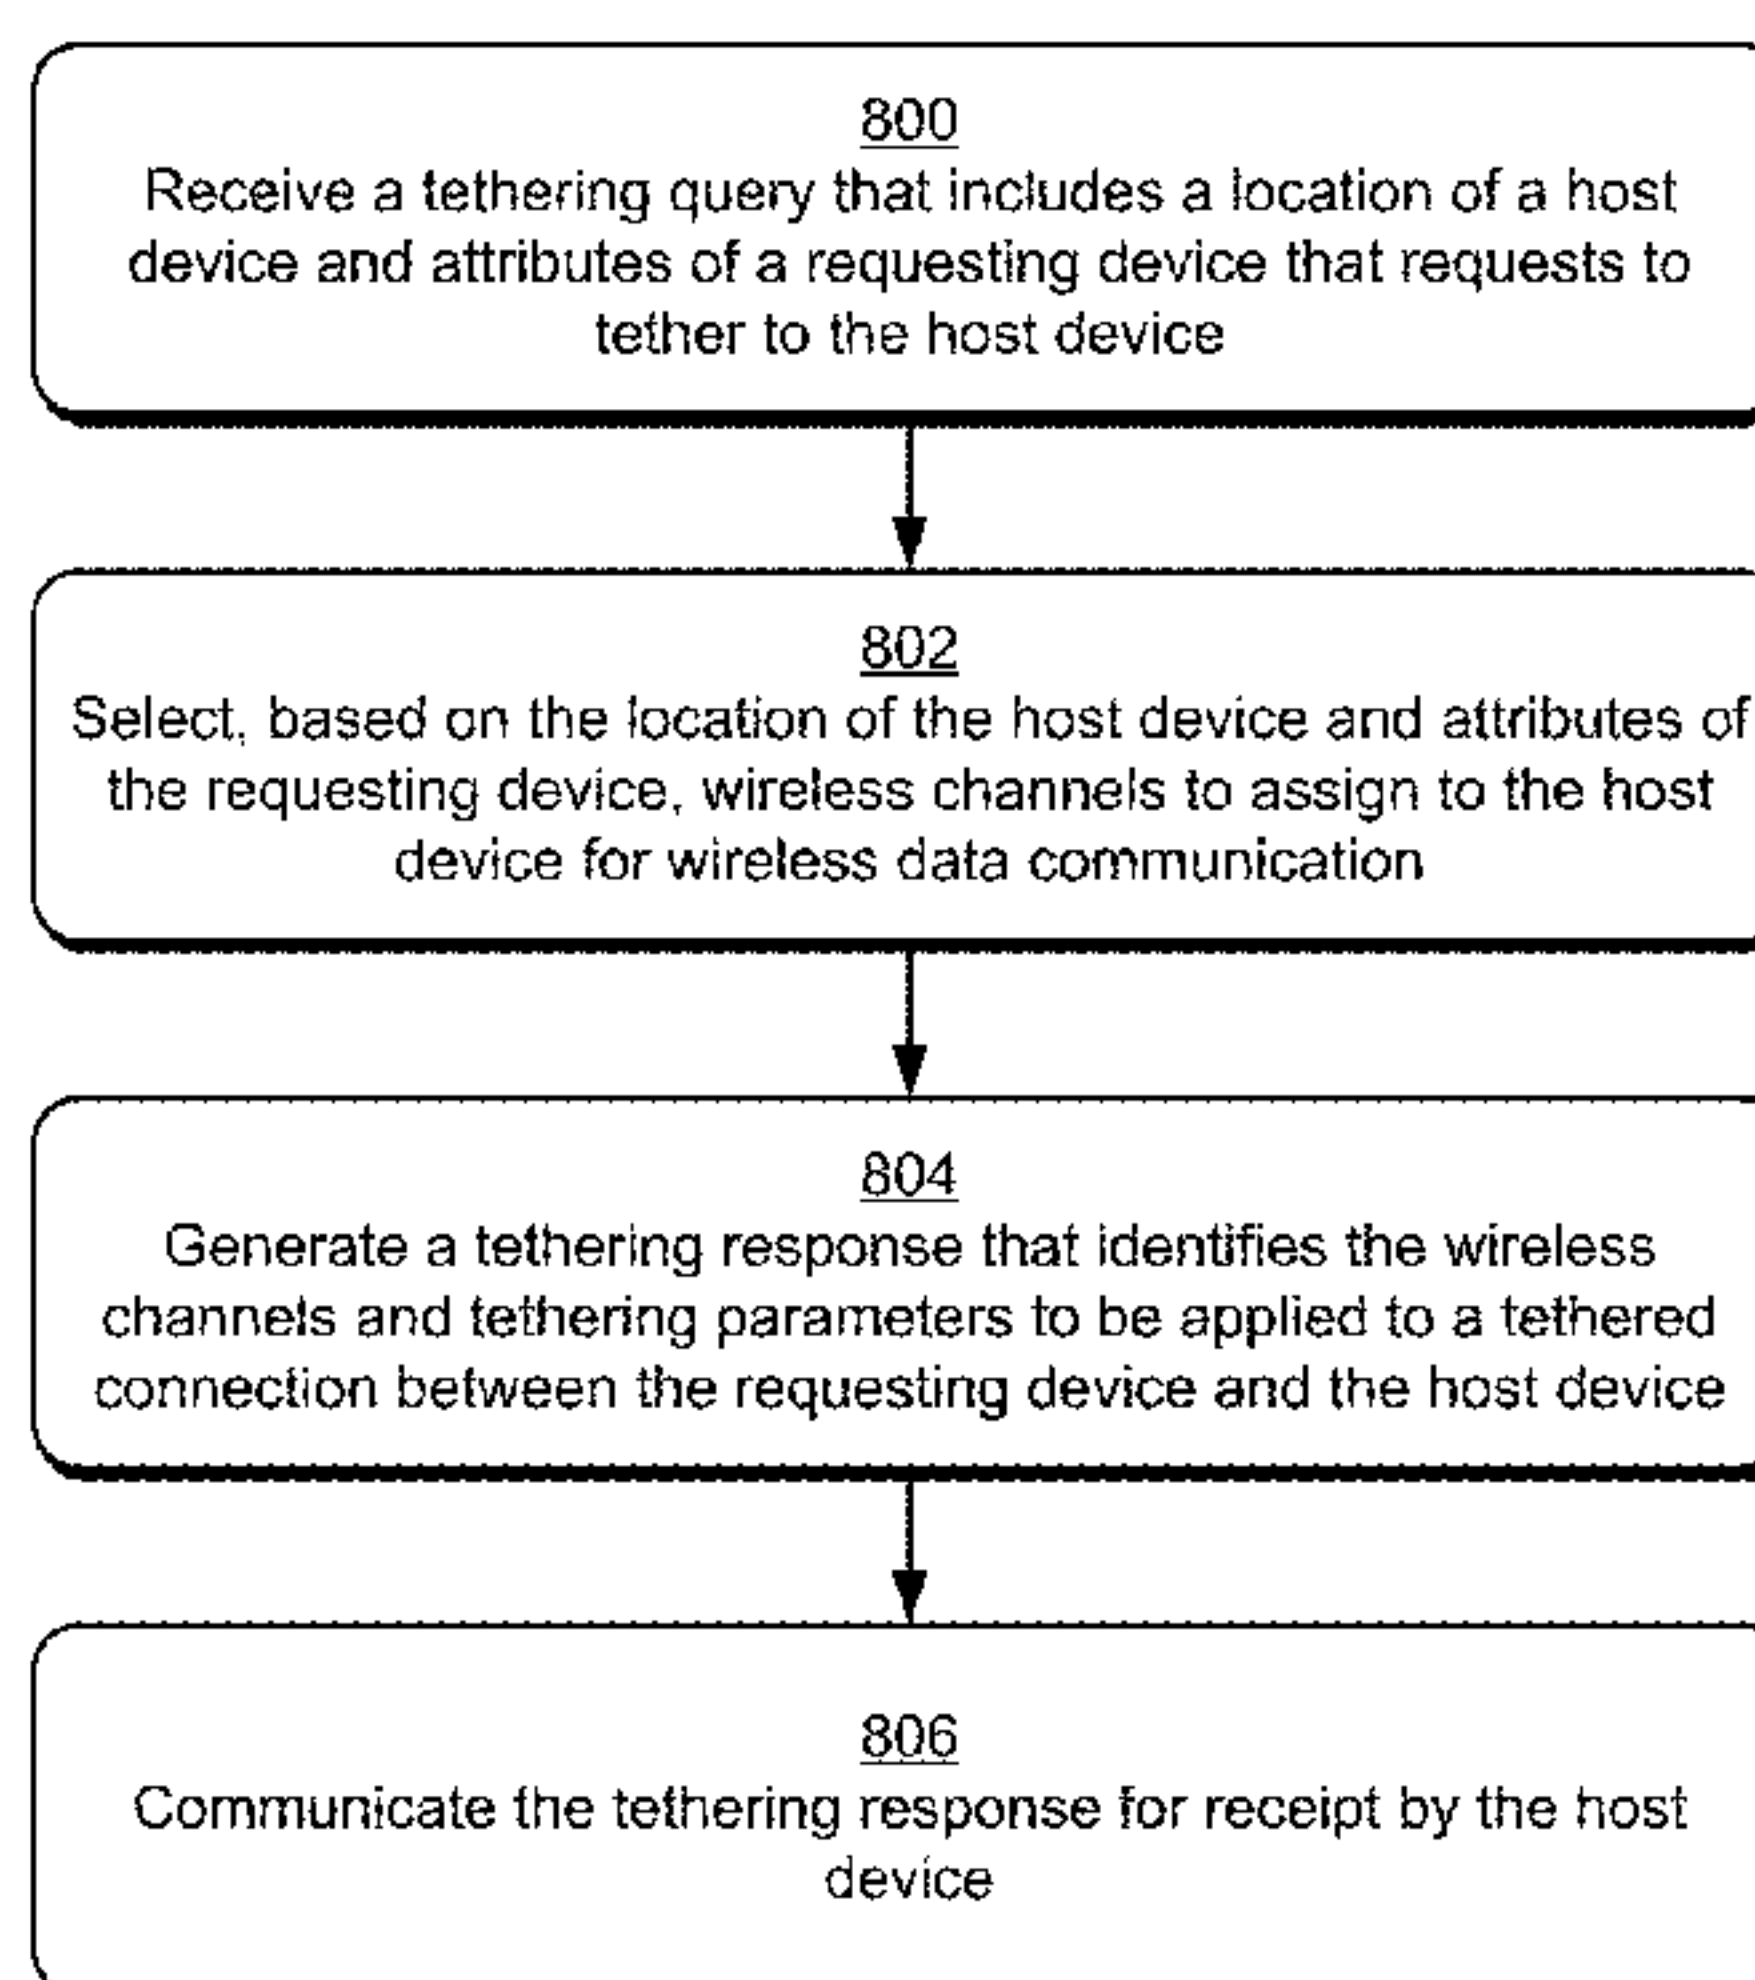 800
Receive a tethering query that includes a location of a host
device and attributes of a requesting device that requests to
tether to the host device
802
Select, based on the location of the host device and attributes of
the requesting device, wireless channels to assign to the host
device for wireless data communication
804
Generate a tethering response that identifies the wireless
channels and tethering parameters to be applied to a tethered
connection between the requesting device and the host device
806
Communicate the tethering response for receipt by the host
device